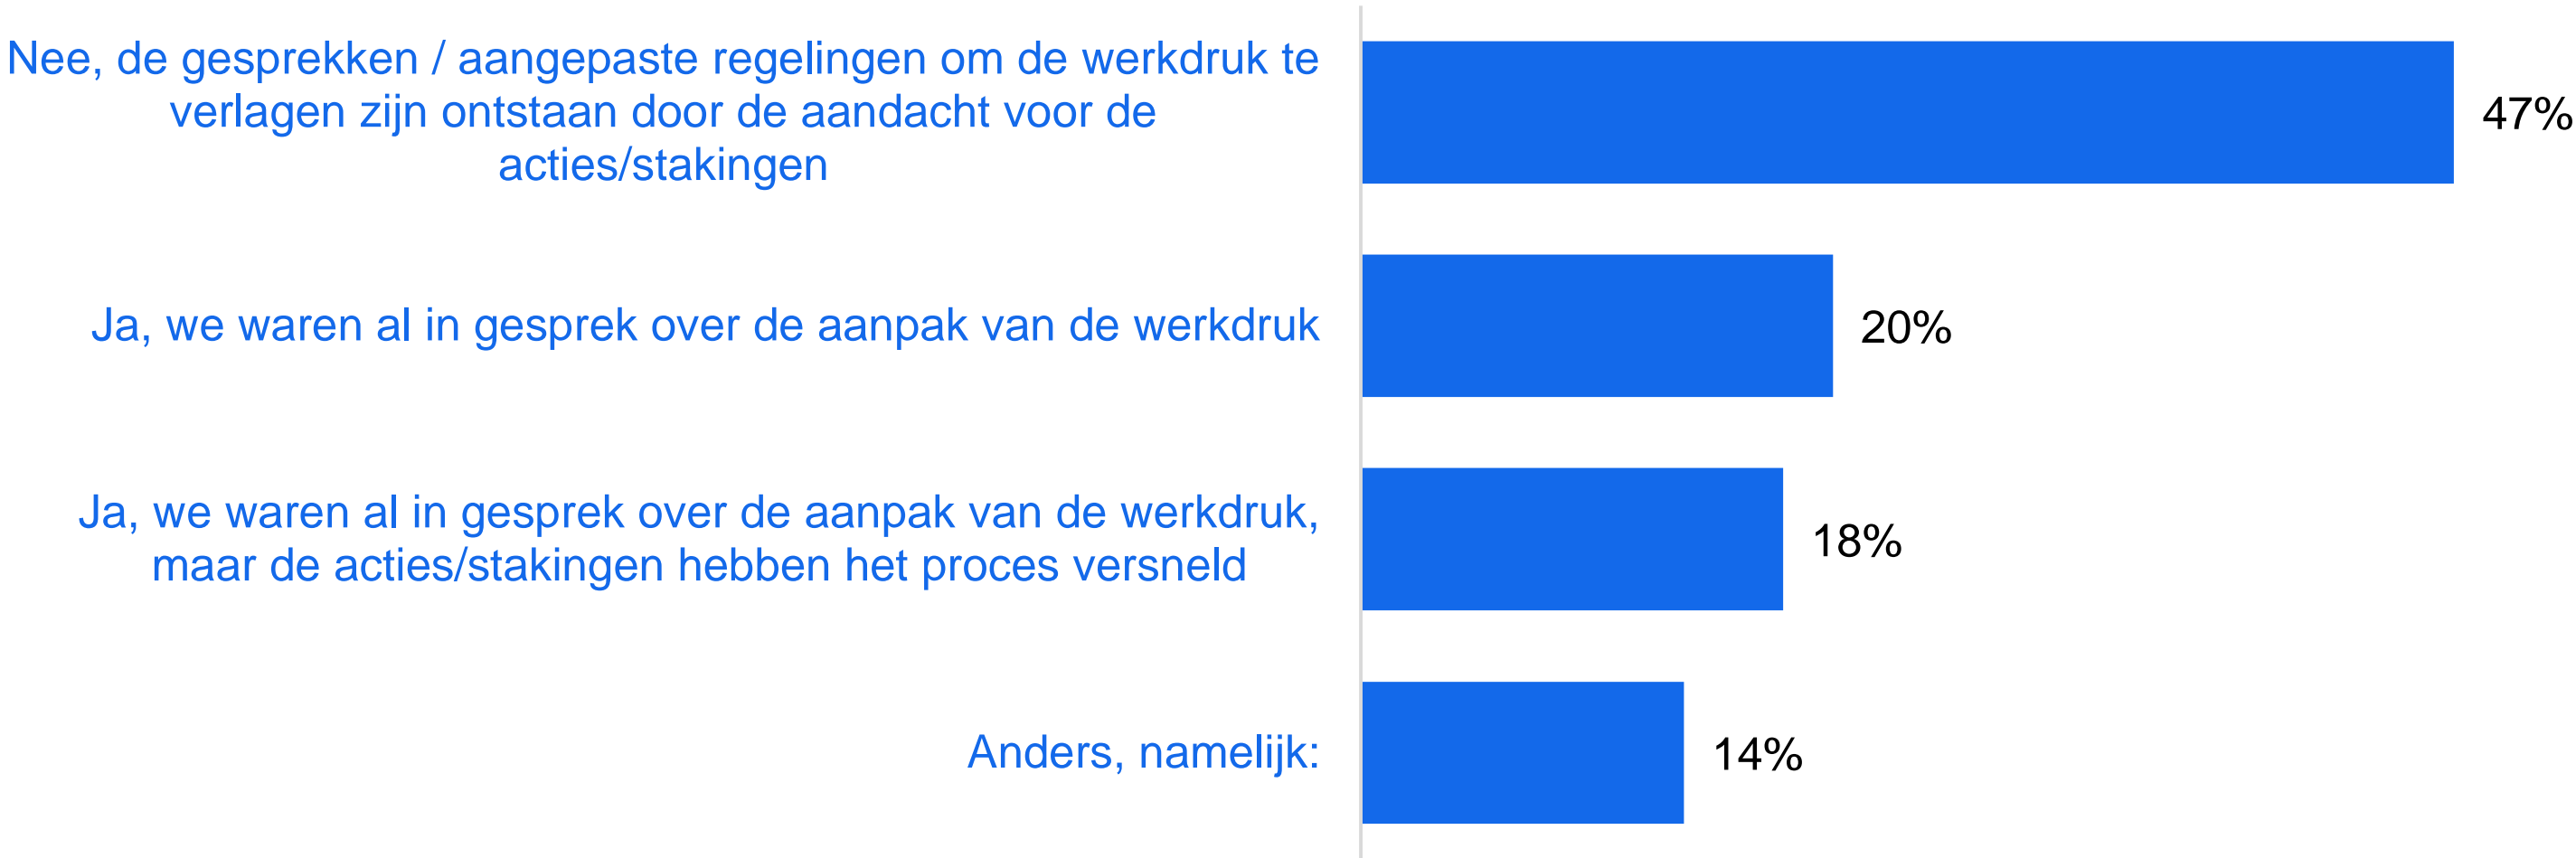 Nee, de gesprekken / aangepaste regelingen om de werkdruk te
verlagen zijn ontstaan door de aandacht voor de
acties/stakingen
47%
Ja, we waren al in gesprek over de aanpak van de werkdruk
20%
Ja, we waren al in gesprek over de aanpak van de werkdruk,
maar de acties/stakingen hebben het proces versneld
18%
Anders, namelijk:
14%